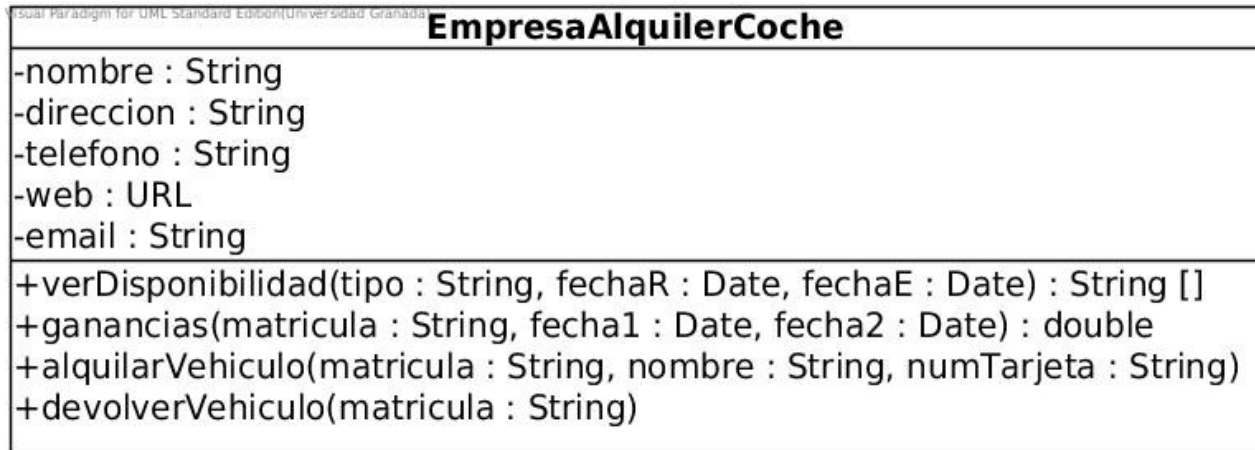 Visual Paradigm for UML Standard Edition(Universidad Granada)
EmpresaAlquilerCoche
-nombre : String
-direccion : String
-telefono : String
-web : URL
-email : String
+verDisponibilidad(tipo : String, fechaR : Date, fechaE : Date) : String []
+ganancias(matricula : String, fecha1 : Date, fecha2 : Date) : double
+alquilarVehiculo(matricula : String, nombre : String, numTarjeta : String)
+devolverVehiculo(matricula : String)